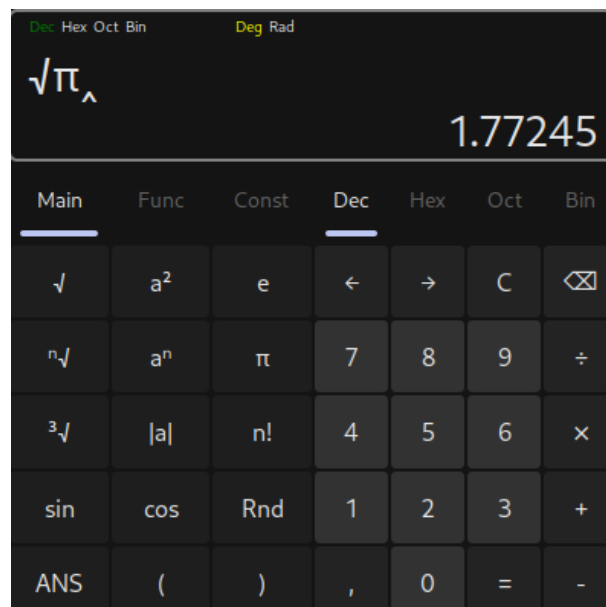 Dec Hex Oct Bin Deg Rad
√π‸
1.77245
Main Func Const Dec Hex Oct Bin
√ a² e ← → C ⌫
ⁿ√ aⁿ π 7 8 9 ÷
³√ |a| n! 4 5 6 ×
sin cos Rnd 1 2 3 +
ANS ( ) , 0 = -